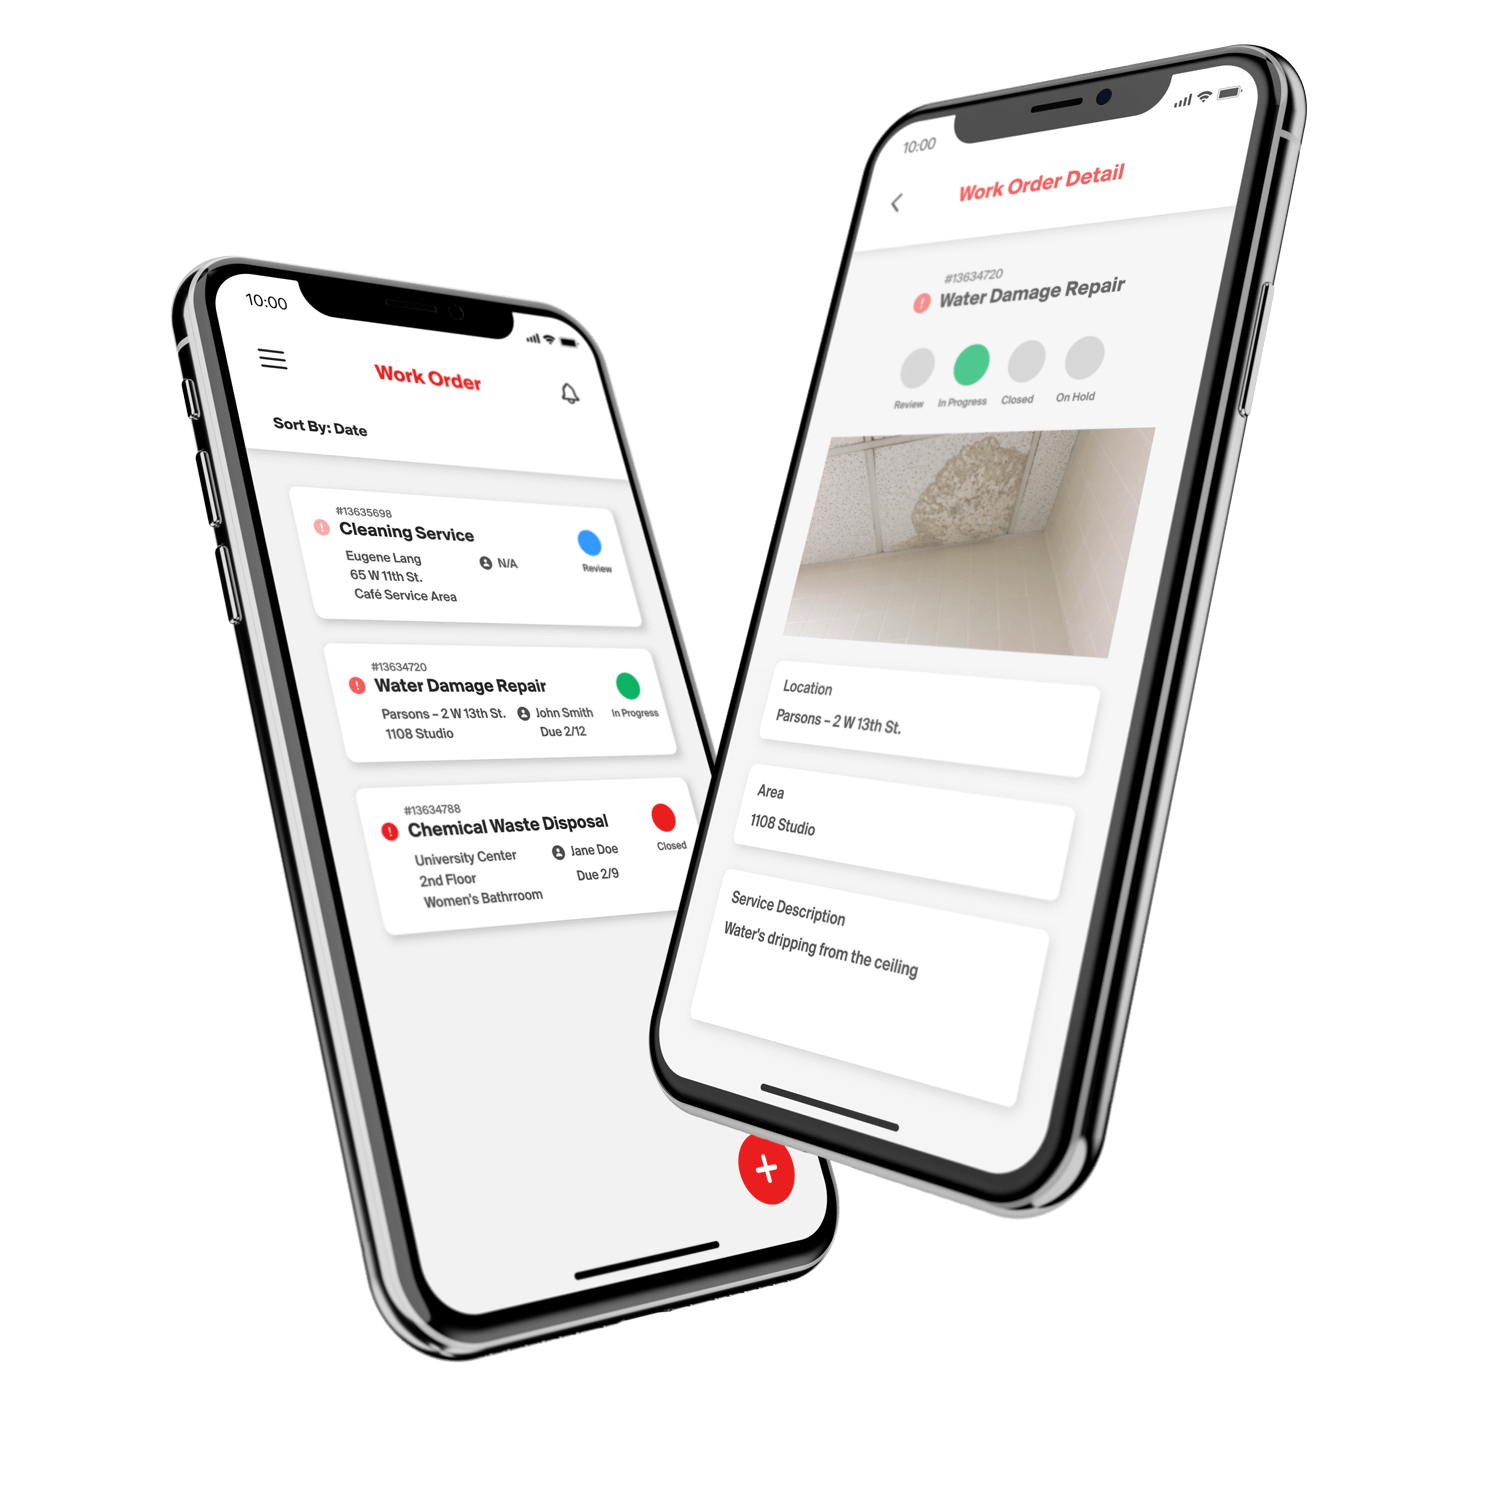 10:00
Work Order
Sort By: Date
#13635698
Cleaning Service
Eugene Lang
N/A
65 W 11th St.
Café Service Area
Review
#13634720
Water Damage Repair
Parsons – 2 W 13th St.
John Smith
1108 Studio
Due 2/12
In Progress
#13634788
Chemical Waste Disposal
University Center
Jane Doe
2nd Floor
Due 2/9
Women's Bathrroom
Closed
10:00
Work Order Detail
#13634720
Water Damage Repair
Review
In Progress
Closed
On Hold
Location
Parsons – 2 W 13th St.
Area
1108 Studio
Service Description
Water's dripping from the ceiling